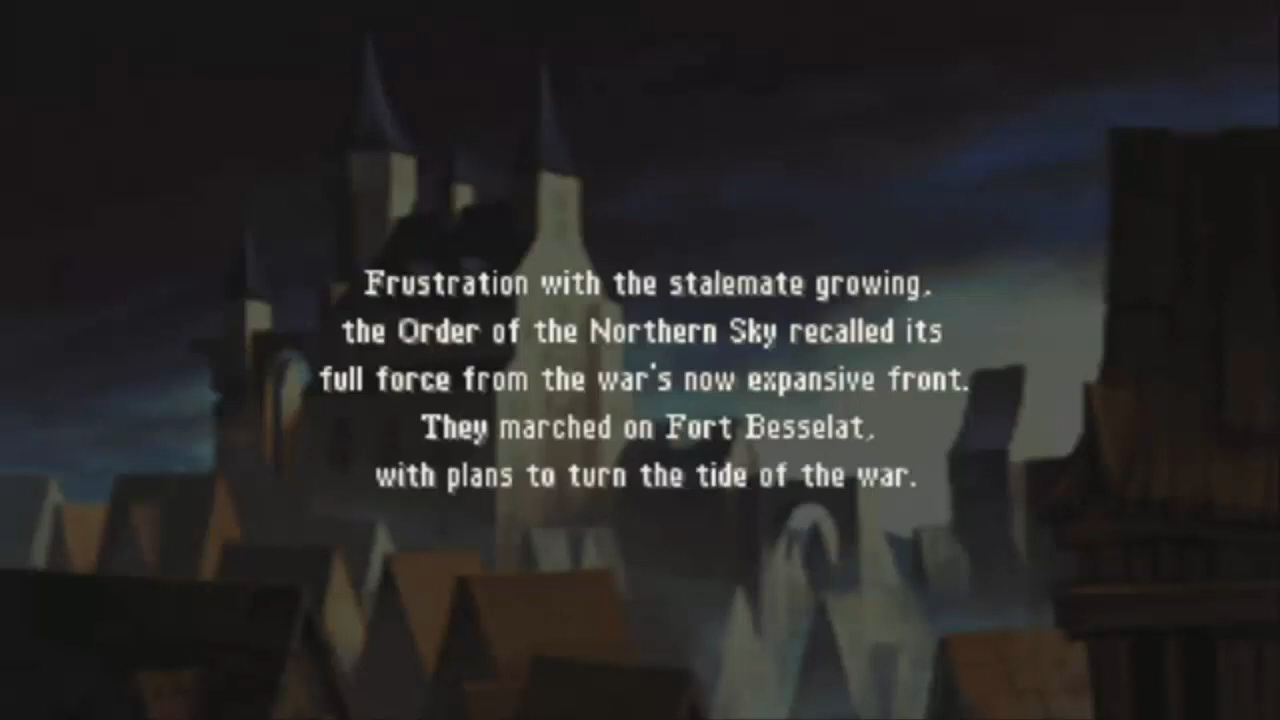 Frustration with the stalemate growing,
the Order of the Northern Sky recalled its
full force from the war's now expansive front.
They marched on Fort Besselat,
with plans to turn the tide of the war.